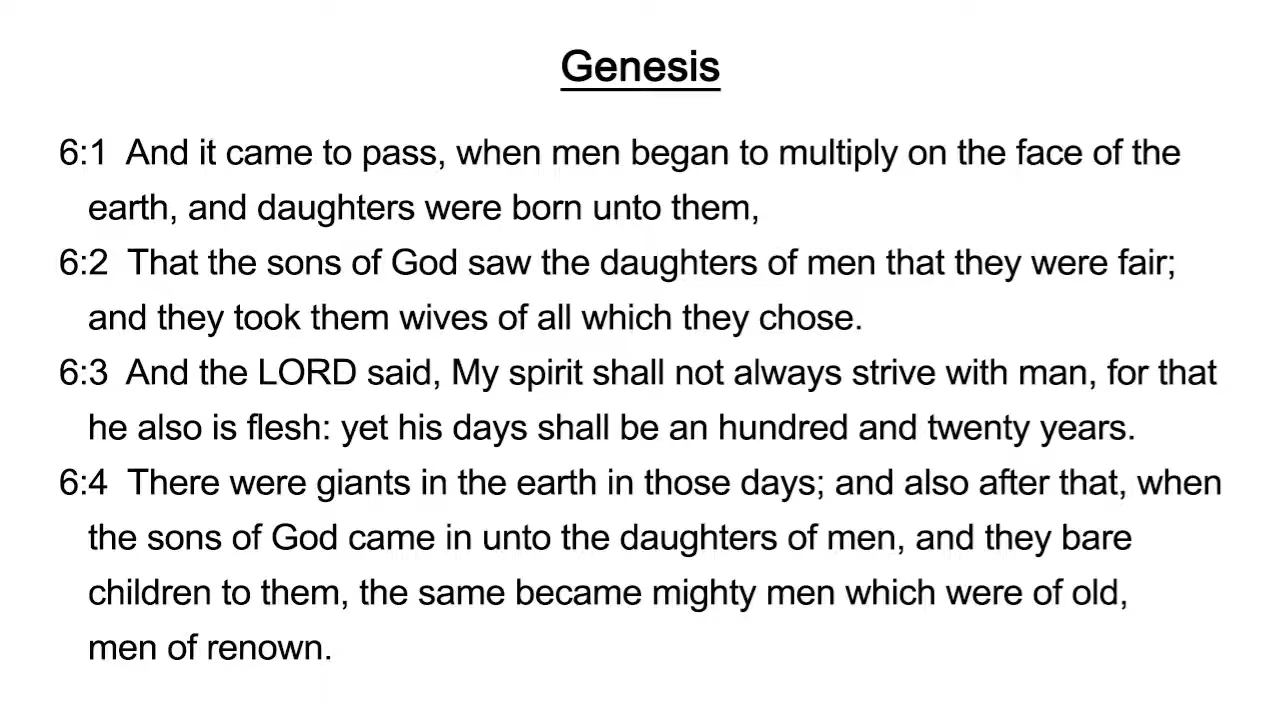 Genesis
6:1 And it came to pass, when men began to multiply on the face of the
earth, and daughters were born unto them,
6:2 That the sons of God saw the daughters of men that they were fair;
and they took them wives of all which they chose.
6:3 And the LORD said, My spirit shall not always strive with man, for that
he also is flesh: yet his days shall be an hundred and twenty years.
6:4 There were giants in the earth in those days; and also after that, when
the sons of God came in unto the daughters of men, and they bare
children to them, the same became mighty men which were of old,
men of renown.